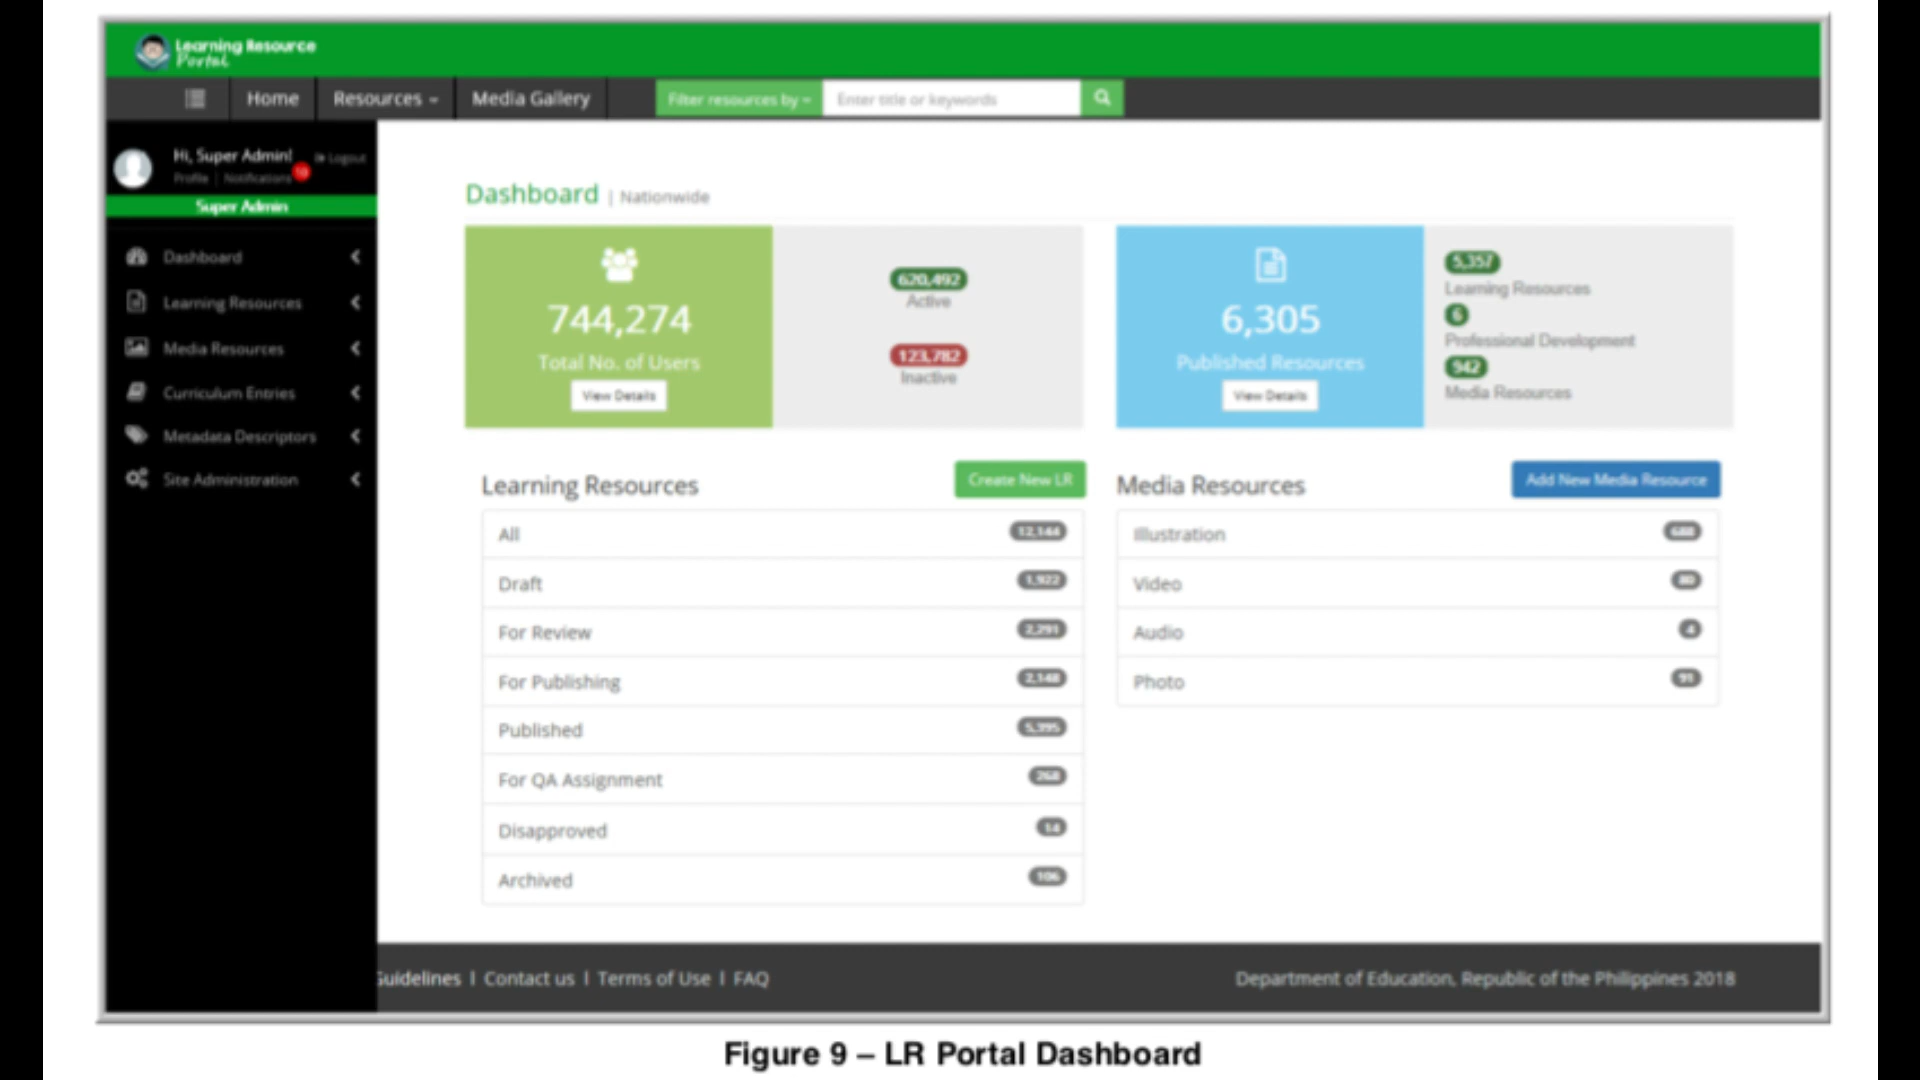 Learning Resource
Portal
Home
Resources
Media Gallery
Filter resources by
Enter title or keywords
Hi, Super Admin!
Logout
Profile | Notifications
10
Super Admin
Dashboard
Learning Resources
Media Resources
Curriculum Entries
Metadata Descriptors
Site Administration
Dashboard | Nationwide
744,274
Total No. of Users
View Details
620,492
Active
123,782
Inactive
6,305
Published Resources
View Details
5,357
Learning Resources
6
Professional Development
942
Media Resources
Learning Resources
Create New LR
All 12,144
Draft 1,922
For Review 2,291
For Publishing 2,148
Published 5,395
For QA Assignment 268
Disapproved 14
Archived 106
Media Resources
Add New Media Resource
Illustration
Video 80
Audio 4
Photo 91
Guidelines | Contact us | Terms of Use | FAQ
Department of Education, Republic of the Philippines 2018
Figure 9 – LR Portal Dashboard